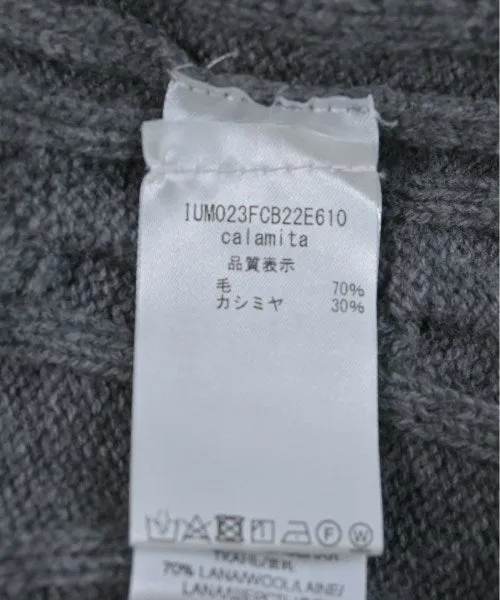 IUM023FCB22E610
calamita
品質表示
毛 70%
カシミヤ 30%
70% LANA/WOOL/LAINE/